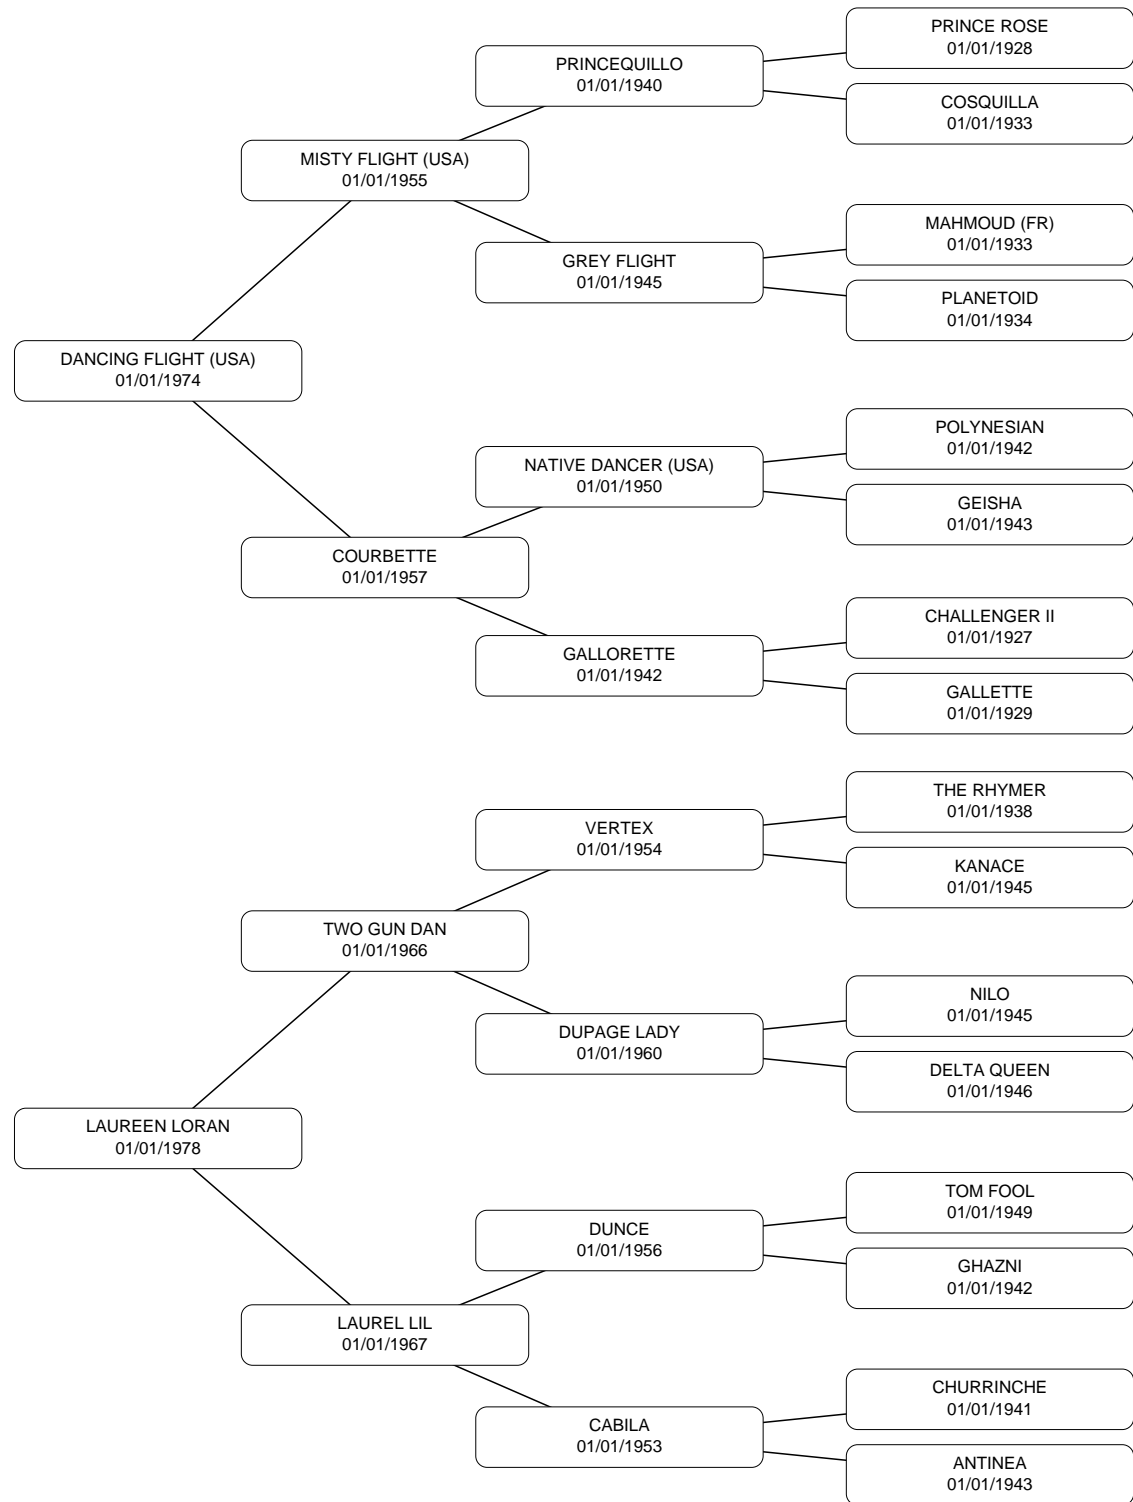 PRINCE ROSE
01/01/1928
PRINCEQUILLO
01/01/1940
COSQUILLA
01/01/1933
MISTY FLIGHT (USA)
01/01/1955
MAHMOUD (FR)
01/01/1933
GREY FLIGHT
01/01/1945
PLANETOID
01/01/1934
DANCING FLIGHT (USA)
01/01/1974
POLYNESIAN
01/01/1942
NATIVE DANCER (USA)
01/01/1950
GEISHA
01/01/1943
COURBETTE
01/01/1957
CHALLENGER II
01/01/1927
GALLORETTE
01/01/1942
GALLETTE
01/01/1929
THE RHYMER
01/01/1938
VERTEX
01/01/1954
KANACE
01/01/1945
TWO GUN DAN
01/01/1966
NILO
01/01/1945
DUPAGE LADY
01/01/1960
DELTA QUEEN
01/01/1946
LAUREEN LORAN
01/01/1978
TOM FOOL
01/01/1949
DUNCE
01/01/1956
GHAZNI
01/01/1942
LAUREL LIL
01/01/1967
CHURRINCHE
01/01/1941
CABILA
01/01/1953
ANTINEA
01/01/1943